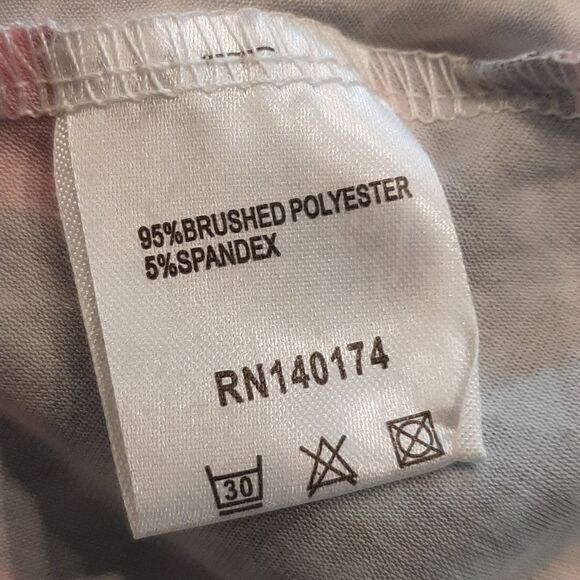 95%BRUSHED POLYESTER
5%SPANDEX
RN140174
30